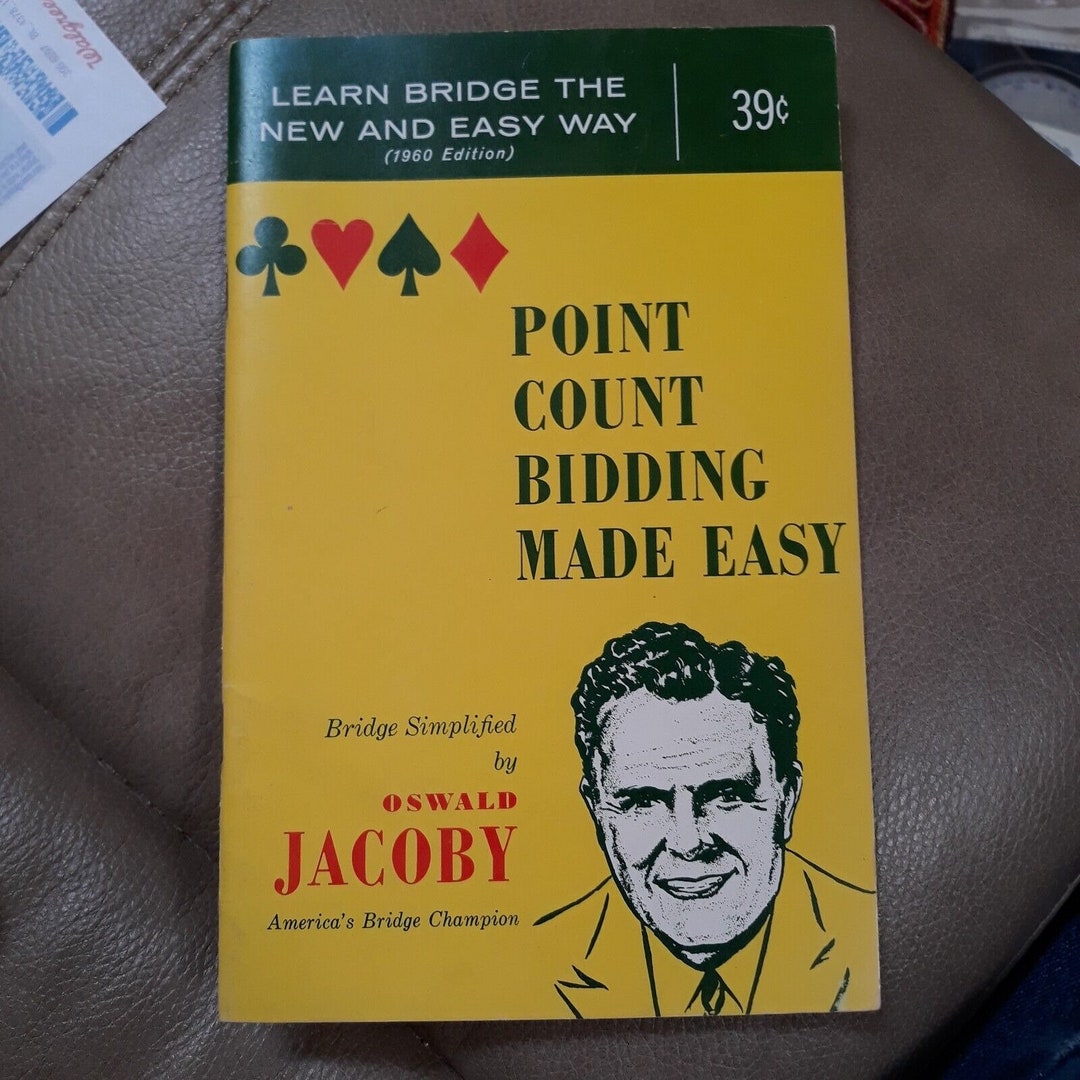 LEARN BRIDGE THE
NEW AND EASY WAY
(1960 Edition)
39¢
POINT
COUNT
BIDDING
MADE EASY
Bridge Simplified
by
OSWALD
JACOBY
America's Bridge Champion